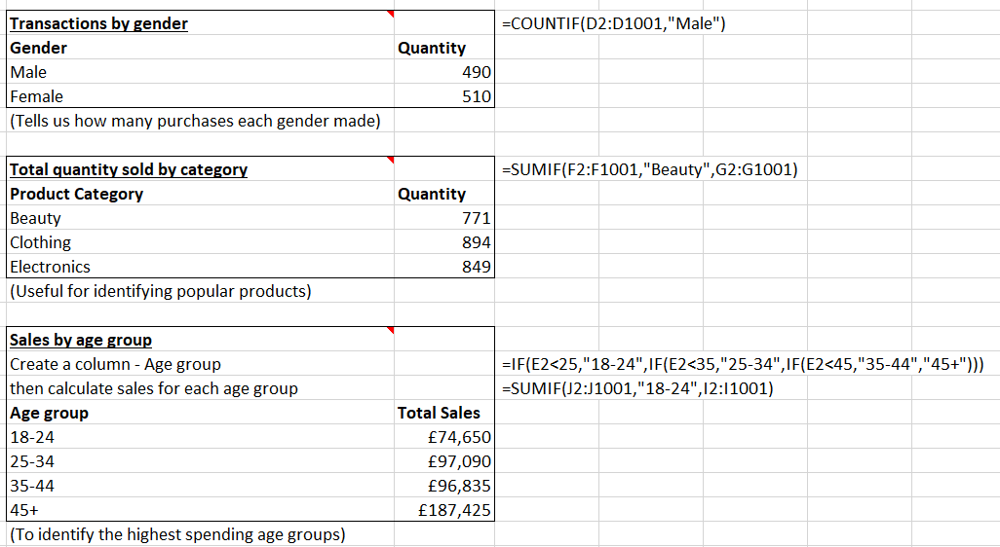 Transactions by gender =COUNTIF(D2:D1001,"Male")
Gender Quantity
Male 490
Female 510
(Tells us how many purchases each gender made)
Total quantity sold by category =SUMIF(F2:F1001,"Beauty",G2:G1001)
Product Category Quantity
Beauty 771
Clothing 894
Electronics 849
(Useful for identifying popular products)
Sales by age group
Create a column - Age group =IF(E2<25,"18-24",IF(E2<35,"25-34",IF(E2<45,"35-44","45+")))
then calculate sales for each age group =SUMIF(J2:J1001,"18-24",I2:I1001)
Age group Total Sales
18-24 £74,650
25-34 £97,090
35-44 £96,835
45+ £187,425
(To identify the highest spending age groups)